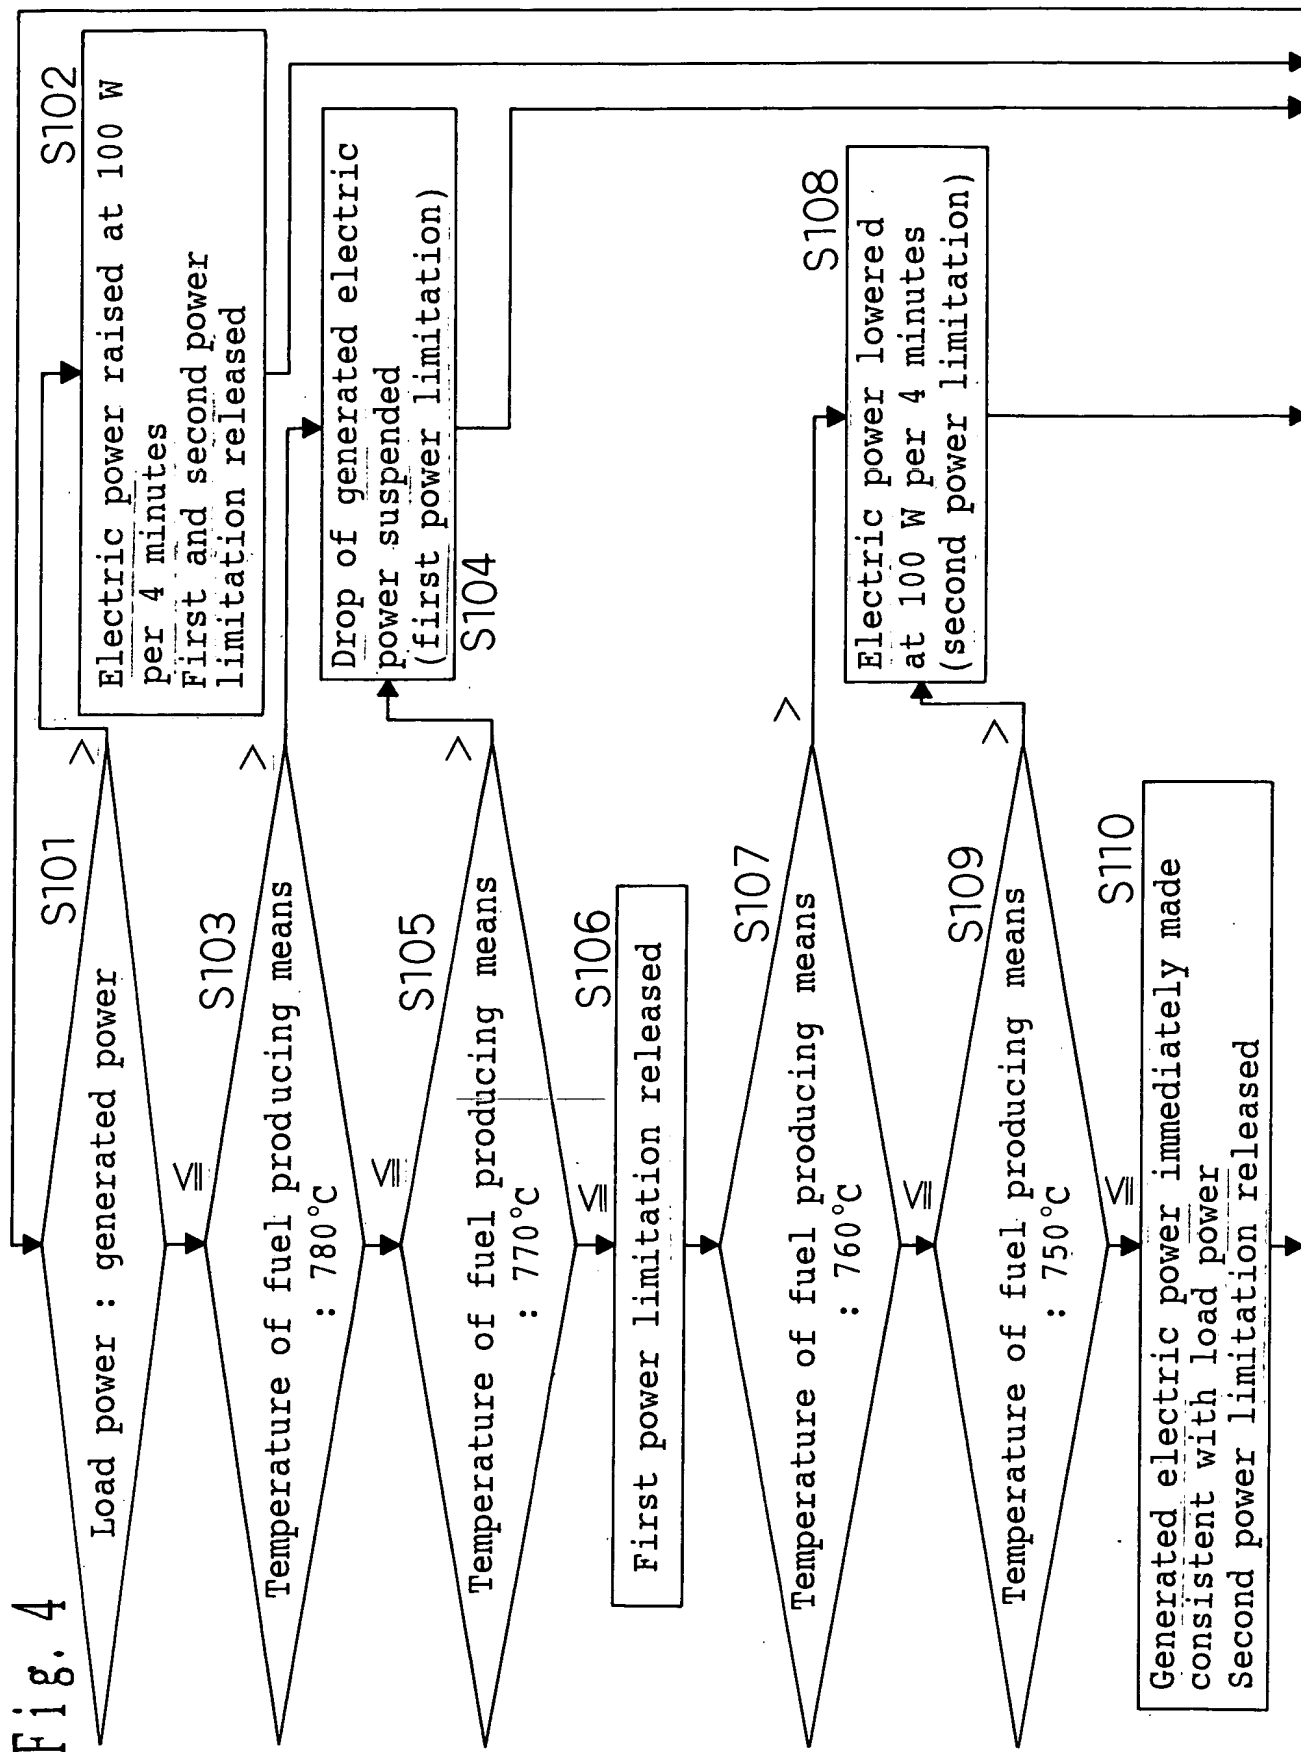 Fig. 4
S101
Load power : generated power
>
≦
S102
Electric power raised at 100 W
per 4 minutes
First and second power
limitation released
S103
Temperature of fuel producing means
: 780°C
>
≦
Drop of generated electric
power suspended
(first power limitation)
S104
S105
Temperature of fuel producing means
: 770°C
>
≦
S106
First power limitation released
S107
Temperature of fuel producing means
: 760°C
>
≦
S108
Electric power lowered
at 100 W per 4 minutes
(second power limitation)
S109
Temperature of fuel producing means
: 750°C
>
≦
S110
Generated electric power immediately made
consistent with load power
Second power limitation released